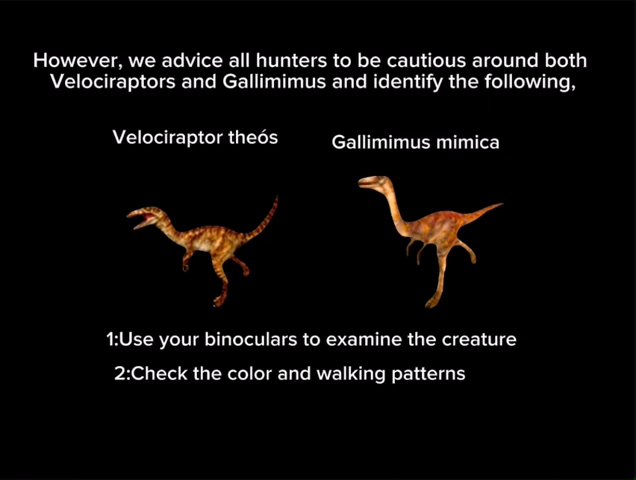 However, we advice all hunters to be cautious around both
Velociraptors and Gallimimus and identify the following,
Velociraptor theós
Gallimimus mimica
1:Use your binoculars to examine the creature
2:Check the color and walking patterns